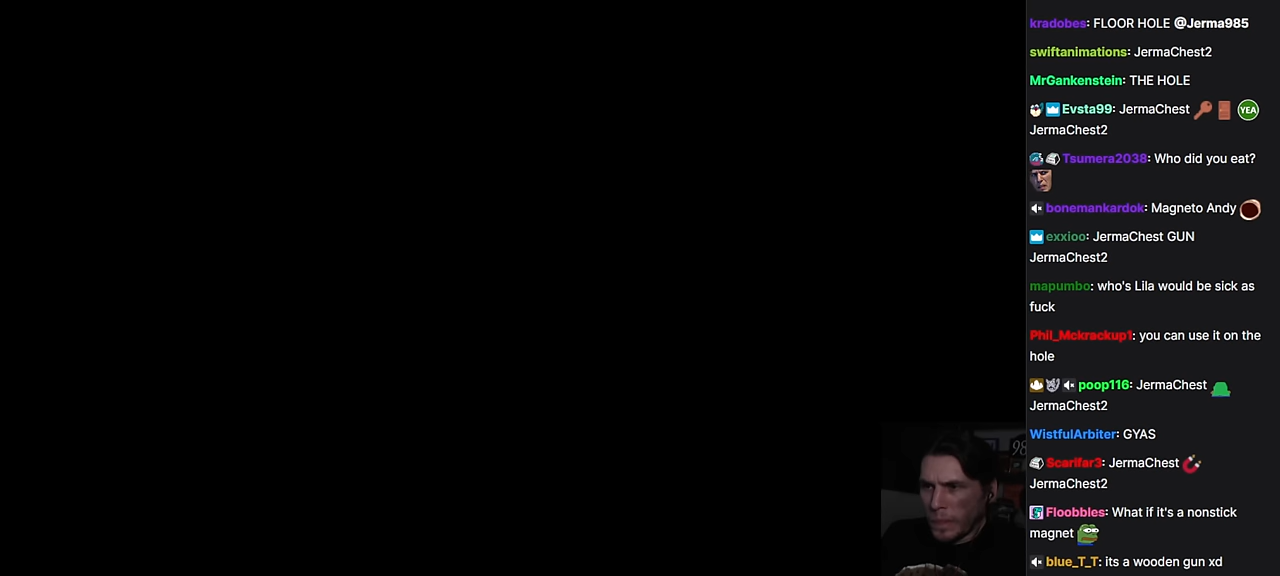 kradobes: FLOOR HOLE @Jerma985
swiftanimations: JermaChest2
MrGankenstein: THE HOLE
Evsta99: JermaChest YEA
JermaChest2
Tsumera2038: Who did you eat?
bonemankardok: Magneto Andy
exxioo: JermaChest GUN
JermaChest2
mapumbo: who's Lila would be sick as
fuck
Phil_Mckrackup1: you can use it on the
hole
poop116: JermaChest
JermaChest2
WistfulArbiter: GYAS
98
Scarifar3: JermaChest
JermaChest2
Floobbles: What if it's a nonstick
magnet
blue_T_T: its a wooden gun xd